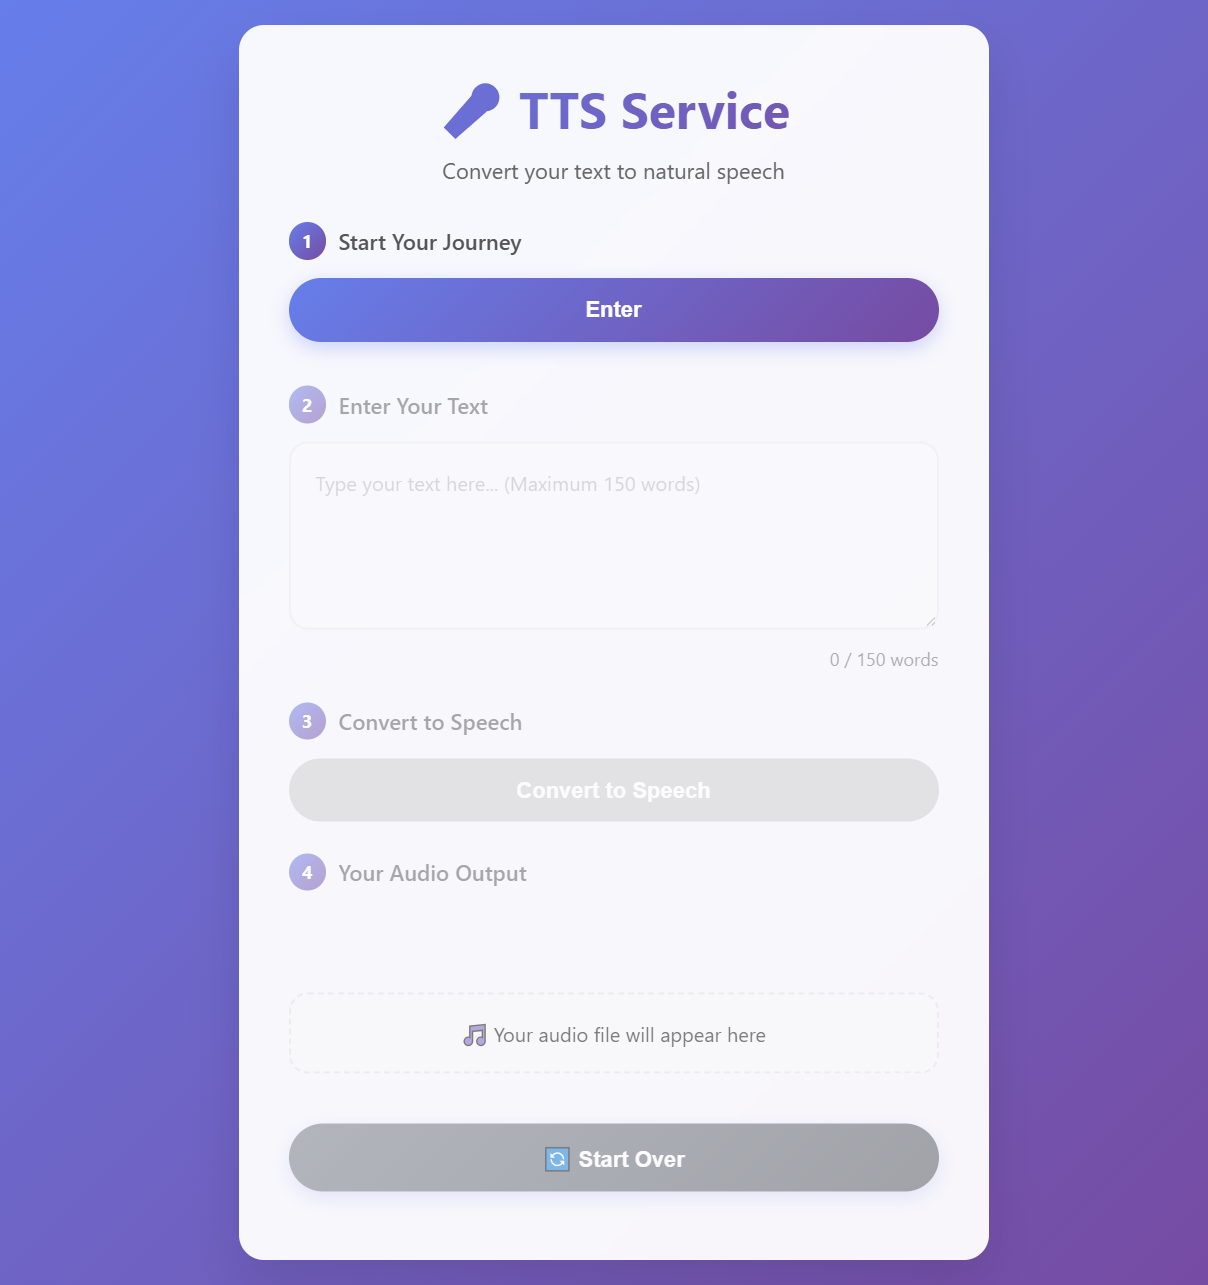 TTS Service
Convert your text to natural speech
1 Start Your Journey
Enter
2 Enter Your Text
Type your text here... (Maximum 150 words)
0 / 150 words
3 Convert to Speech
Convert to Speech
4 Your Audio Output
🎵 Your audio file will appear here
🔄 Start Over